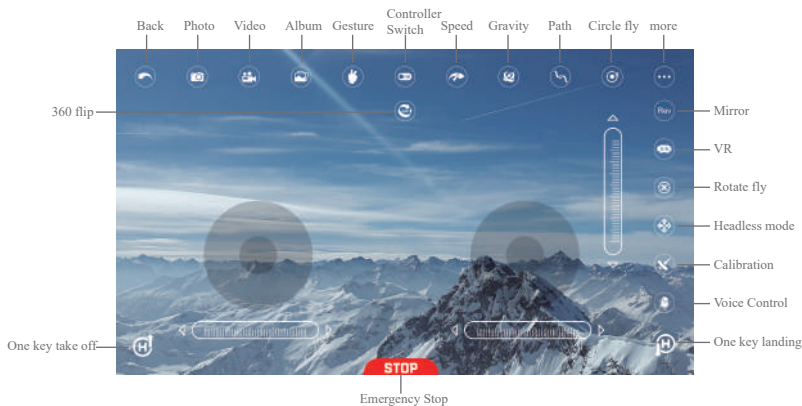 Back
Photo
Video
Album
Gesture
Controller
Switch
Speed
Gravity
Path
Circle fly
more
360 flip
Rev
Mirror
VR
Rotate fly
Headless mode
Calibration
Voice Control
One key take off
H
H
One key landing
STOP
Emergency Stop